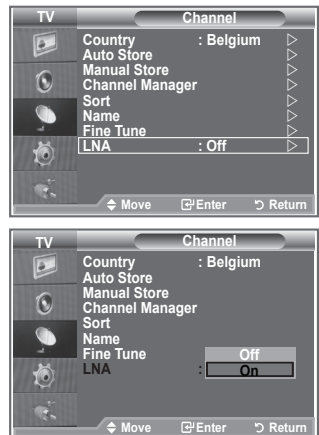 TV Channel
Country : Belgium
Auto Store
Manual Store
Channel Manager
Sort
Name
Fine Tune
LNA : Off
Move Enter Return
TV Channel
Country : Belgium
Auto Store
Manual Store
Channel Manager
Sort
Name
Fine Tune Off
LNA : On
Move Enter Return